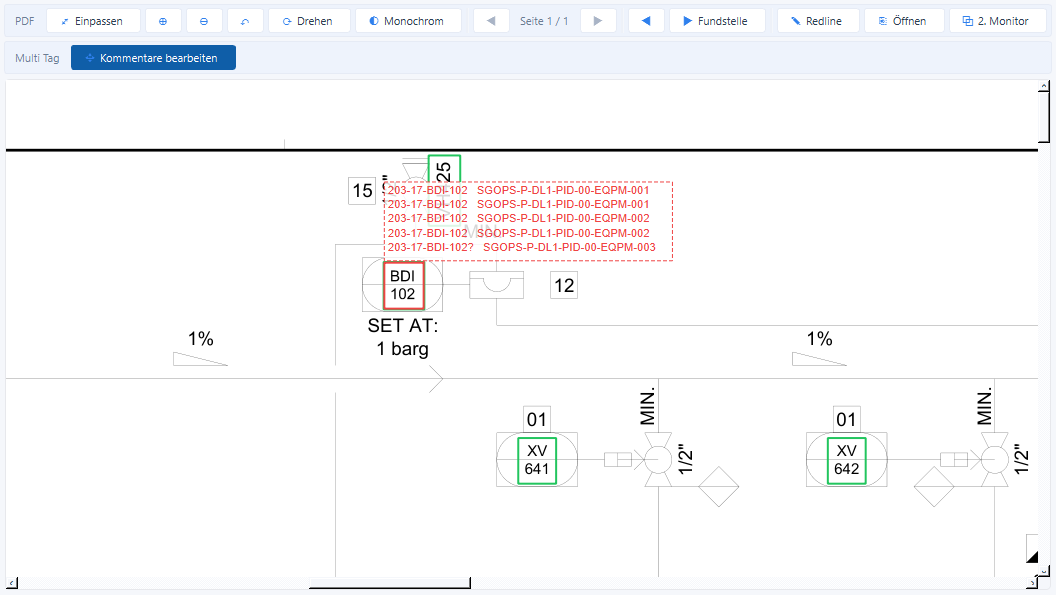 PDF Einpassen Drehen Monochrom Seite 1 / 1 Fundstelle Redline Öffnen 2. Monitor
Multi Tag Kommentare bearbeiten
25
15
203-17-BDI-102 SGOPS-P-DL1-PID-00-EQPM-001
203-17-BDI-102 SGOPS-P-DL1-PID-00-EQPM-001
203-17-BDI-102 SGOPS-P-DL1-PID-00-EQPM-002
203-17-BDI-102 SGOPS-P-DL1-PID-00-EQPM-002
203-17-BDI-102? SGOPS-P-DL1-PID-00-EQPM-003
MIN.
BDI
102
12
SET AT:
1 barg
1%
1%
MIN.
MIN.
01
01
XV
641
1/2"
XV
642
1/2"